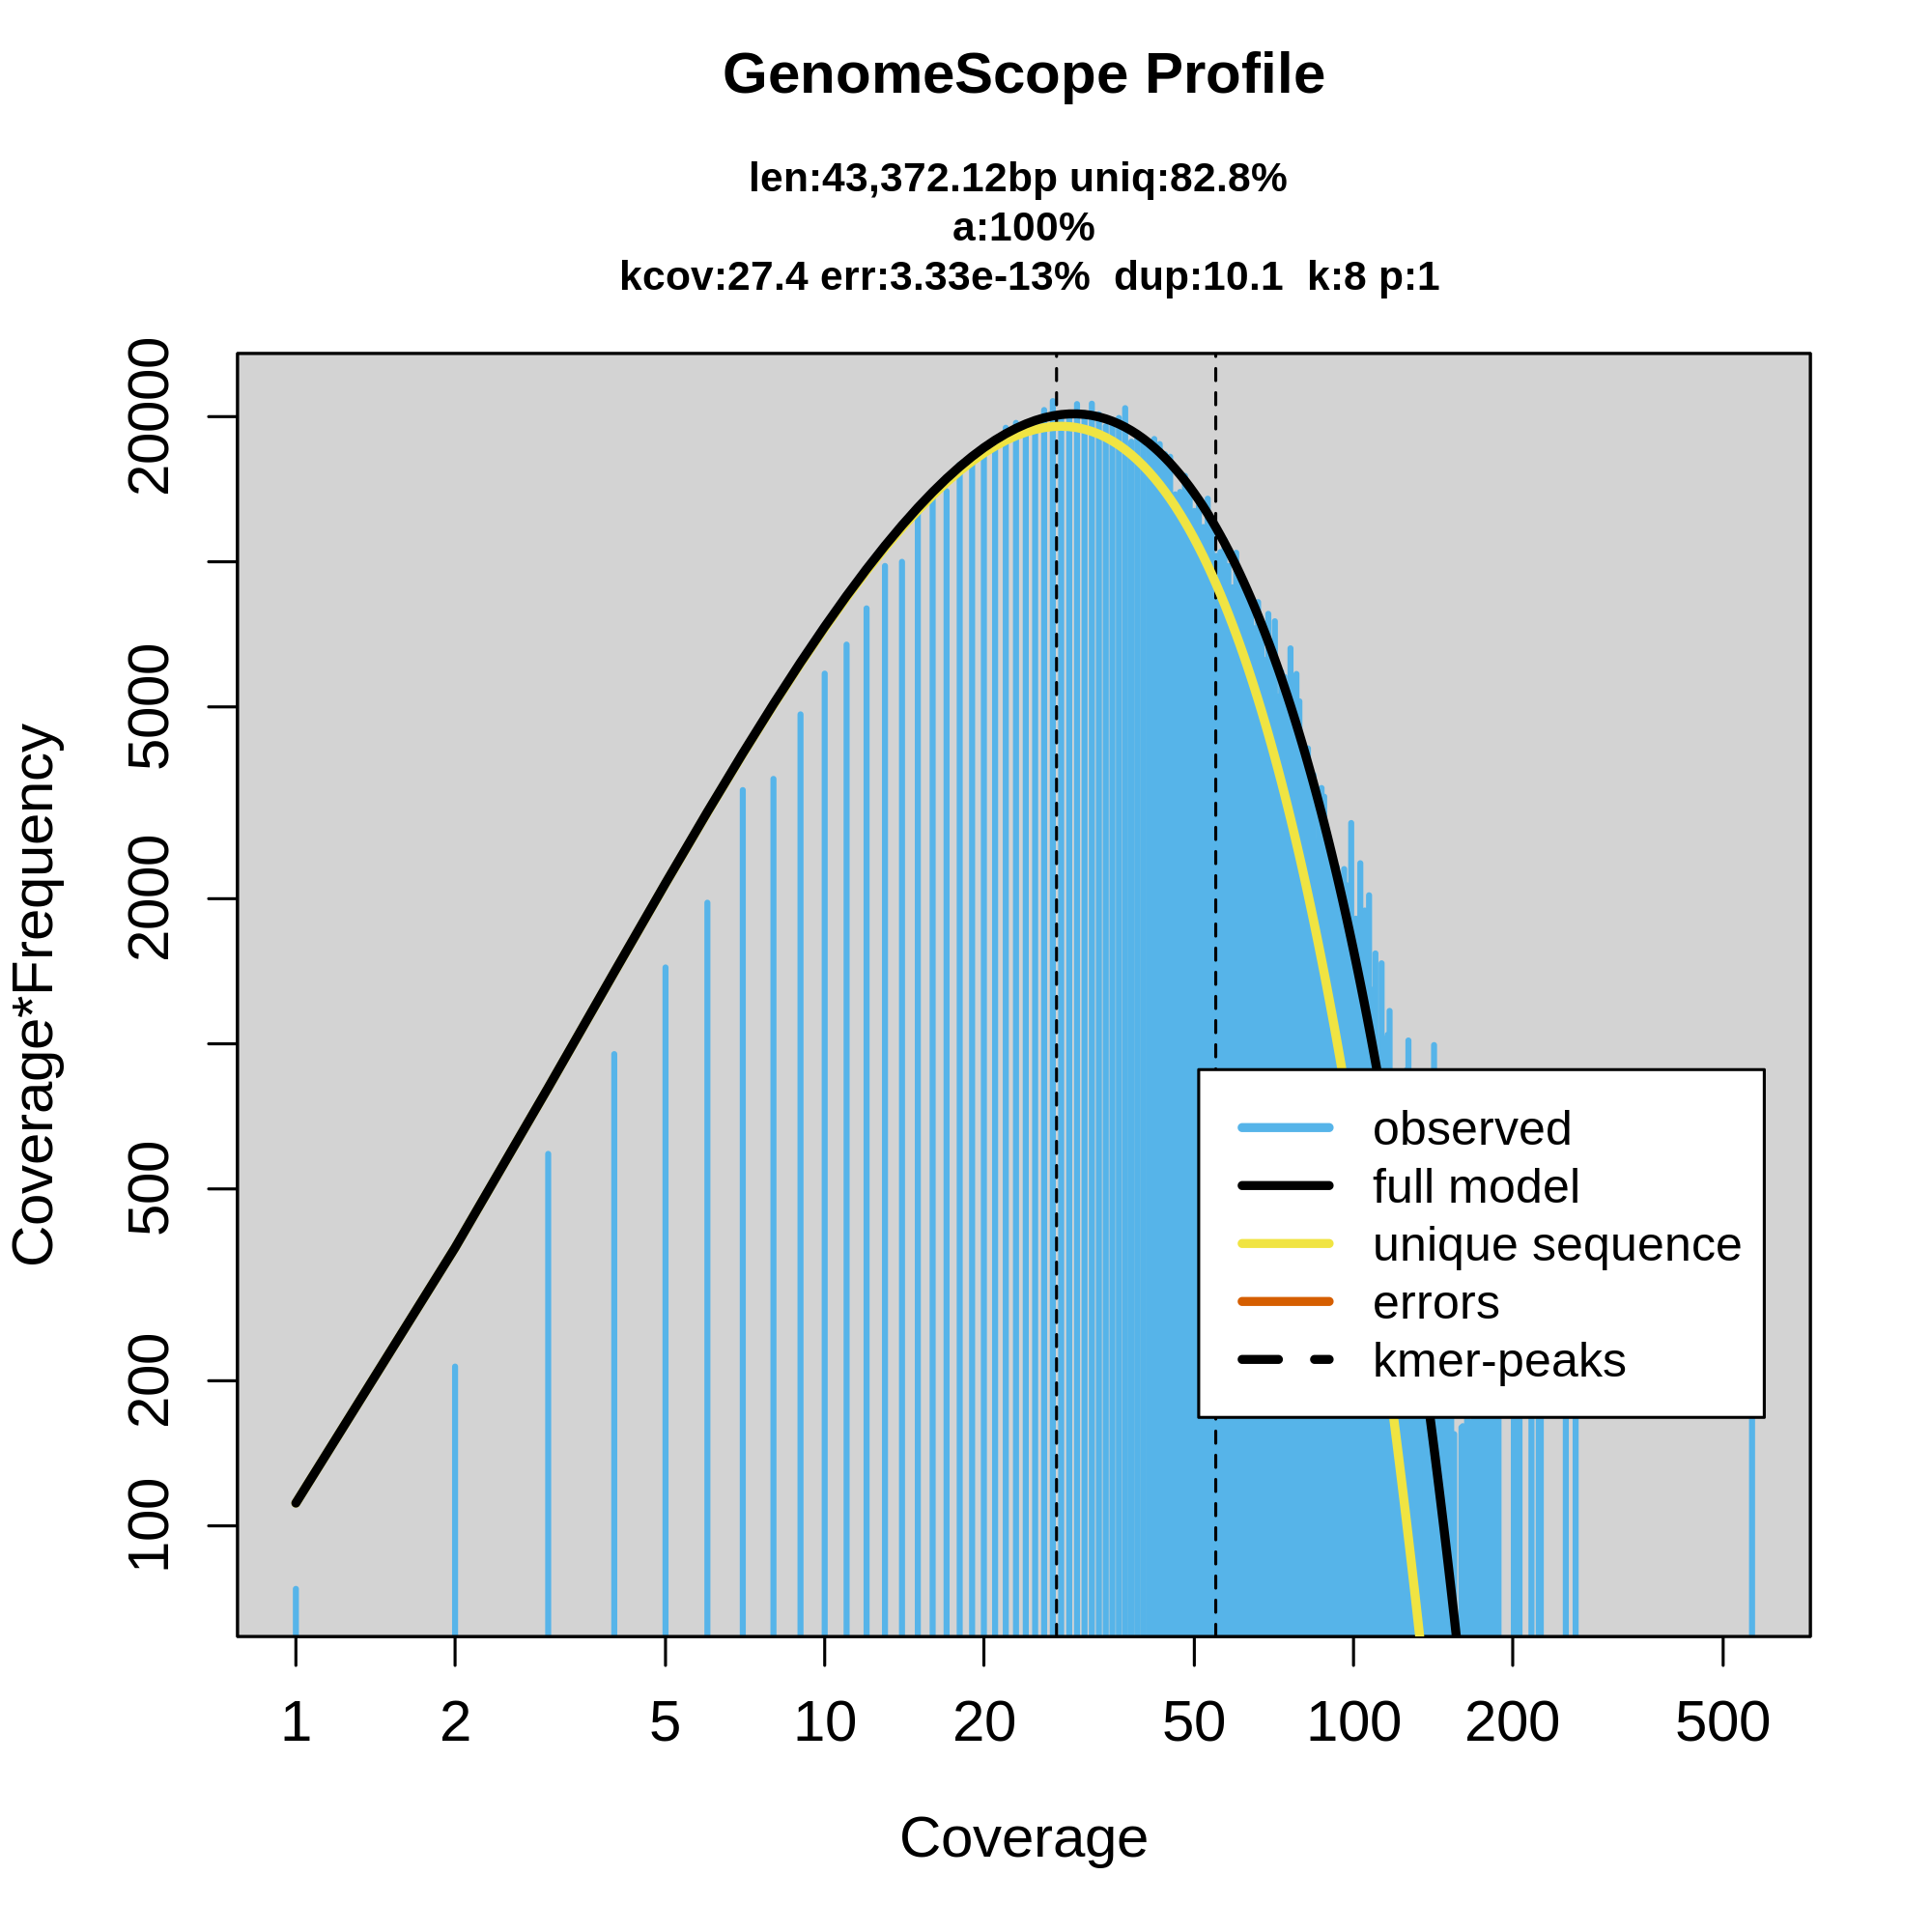 GenomeScope Profile
len:43,372.12bp uniq:82.8%
a:100%
kcov:27.4 err:3.33e-13% dup:10.1 k:8 p:1
Coverage*Frequency
20000
5000
2000
500
200
100
observed
full model
unique sequence
errors
kmer-peaks
1 2 5 10 20 50 100 200 500
Coverage